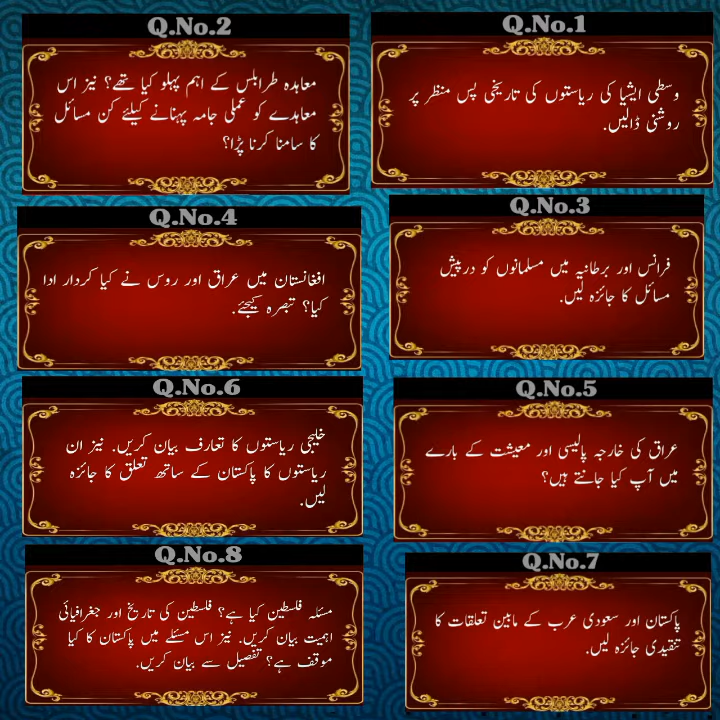 Q.No.1
وسطی ایشیا کی ریاستوں کی تاریخی پس منظر پر
روشنی ڈالیں.
Q.No.2
معاہدہ طرابلس کے اہم پہلو کیا تھے؟ نیز اس
معاہدے کو عملی جامہ پہنانے کیلئے کن مسائل
کا سامنا کرنا پڑا؟
Q.No.3
فرانس اور برطانیہ میں مسلمانوں کو درپیش
مسائل کا جائزہ لیں.
Q.No.4
افغانستان میں عراق اور روس نے کیا کردار ادا
کیا؟ تبصرہ کیجئے.
Q.No.5
عراق کی خارجہ پالیسی اور معیشت کے بارے
میں آپ کیا جانتے ہیں؟
Q.No.6
خلیجی ریاستوں کا تعارف بیان کریں. نیز ان
ریاستوں کا پاکستان کے ساتھ تعلق کا جائزہ
لیں.
Q.No.7
پاکستان اور سعودی عرب کے مابین تعلقات کا
تنقیدی جائزہ لیں.
Q.No.8
مسئلہ فلسطین کیا ہے؟ فلسطین کی تاریخ اور جغرافیائی
اہمیت بیان کریں. نیز اس مسئلے میں پاکستان کا کیا
موقف ہے؟ تفصیل سے بیان کریں.